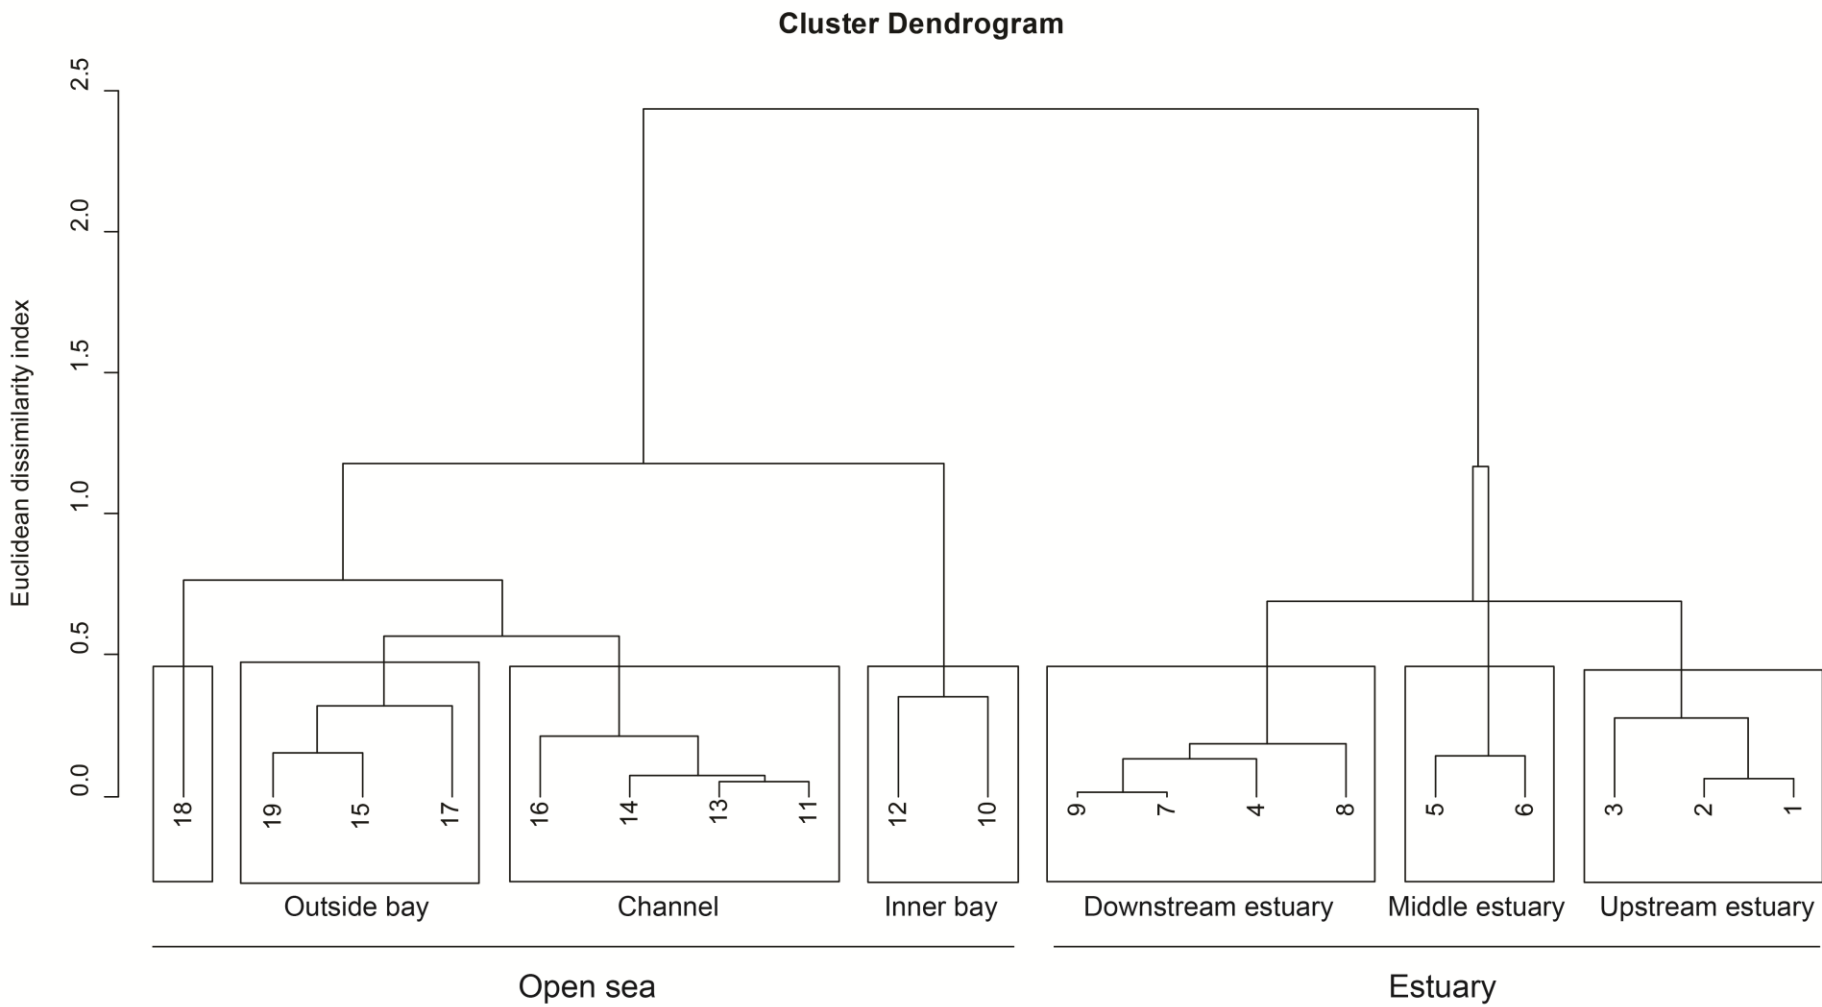 Cluster Dendrogram
Euclidean dissimilarity index
2.5
2.0
1.5
1.0
0.5
0.0
18 19 15 17 16 14 13 11 12 10 9 7 4 8 5 6 3 2 1
Outside bay Channel Inner bay Downstream estuary Middle estuary Upstream estuary
Open sea Estuary